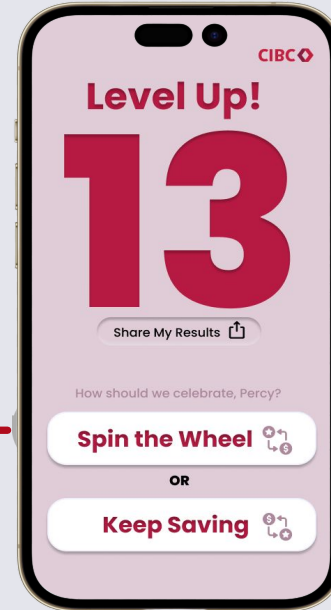 CIBC
Level Up!
13
Share My Results
How should we celebrate, Percy?
Spin the Wheel
OR
Keep Saving